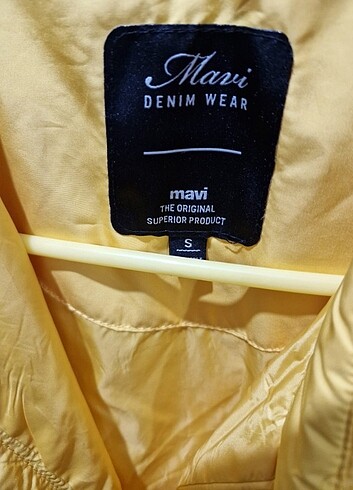 Mavi
DENIM WEAR
mavi
THE ORIGINAL
SUPERIOR PRODUCT
S